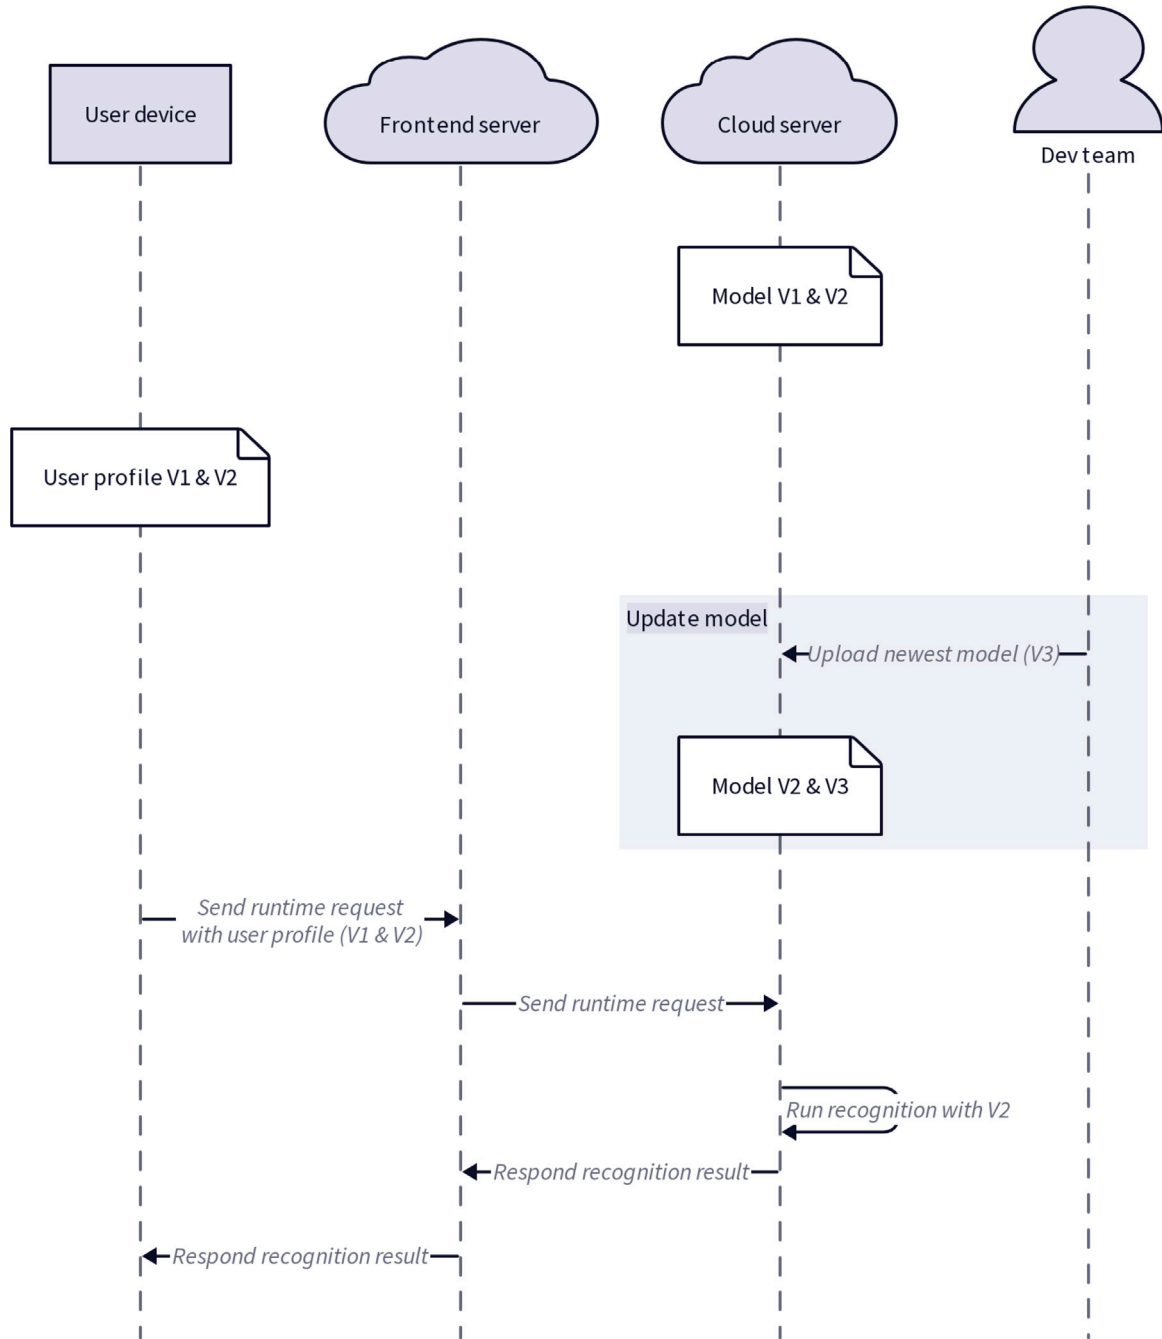 User device
Frontend server
Cloud server
Dev team
Model V1 & V2
User profile V1 & V2
Update model
Upload newest model (V3)
Model V2 & V3
Send runtime request
with user profile (V1 & V2)
Send runtime request
Run recognition with V2
Respond recognition result
Respond recognition result